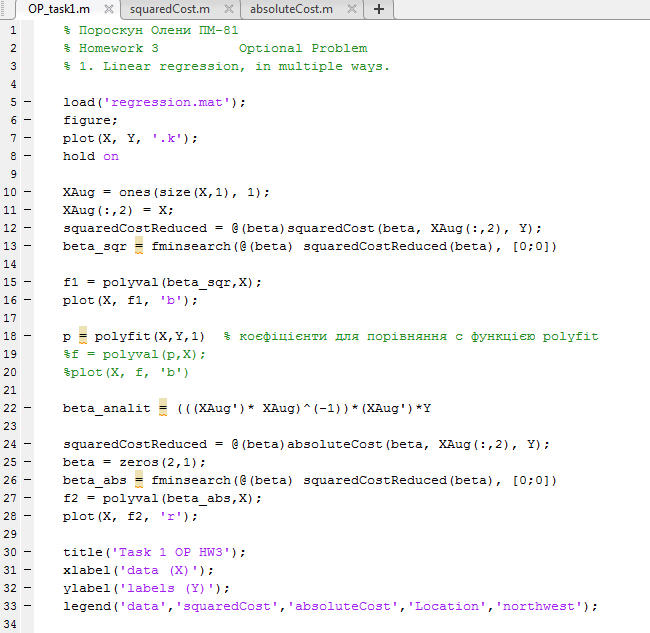 OP_task1.m × squaredCost.m × absoluteCost.m × +
1 % Пороскун Олени ПМ-81
2 % Homework 3 Optional Problem
3 % 1. Linear regression, in multiple ways.
4
5 – load('regression.mat');
6 – figure;
7 – plot(X, Y, '.k');
8 – hold on
9
10 – XAug = ones(size(X,1), 1);
11 – XAug(:,2) = X;
12 – squaredCostReduced = @(beta)squaredCost(beta, XAug(:,2), Y);
13 – beta_sqr = fminsearch(@(beta) squaredCostReduced(beta), [0;0])
14
15 – f1 = polyval(beta_sqr,X);
16 – plot(X, f1, 'b');
17
18 – p = polyfit(X,Y,1) % коєфіцієнти для порівняння с функцією polyfit
19 %f = polyval(p,X);
20 %plot(X, f, 'b')
21
22 – beta_analit = (((XAug')* XAug)^(-1))*(XAug')*Y
23
24 – squaredCostReduced = @(beta)absoluteCost(beta, XAug(:,2), Y);
25 – beta = zeros(2,1);
26 – beta_abs = fminsearch(@(beta) squaredCostReduced(beta), [0;0])
27 – f2 = polyval(beta_abs,X);
28 – plot(X, f2, 'r');
29
30 – title('Task 1 OP HW3');
31 – xlabel('data (X)');
32 – ylabel('labels (Y)');
33 – legend('data','squaredCost','absoluteCost','Location','northwest');
34